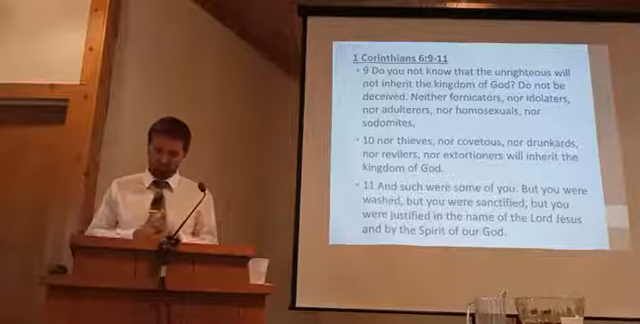 1 Corinthians 6:9-11
• 9 Do you not know that the unrighteous will
not inherit the kingdom of God? Do not be
deceived. Neither fornicators, nor idolaters,
nor adulterers, nor homosexuals, nor
sodomites,
• 10 nor thieves, nor covetous, nor drunkards,
nor revilers, nor extortioners will inherit the
kingdom of God.
• 11 And such were some of you. But you were
washed, but you were sanctified, but you
were justified in the name of the Lord Jesus
and by the Spirit of our God.